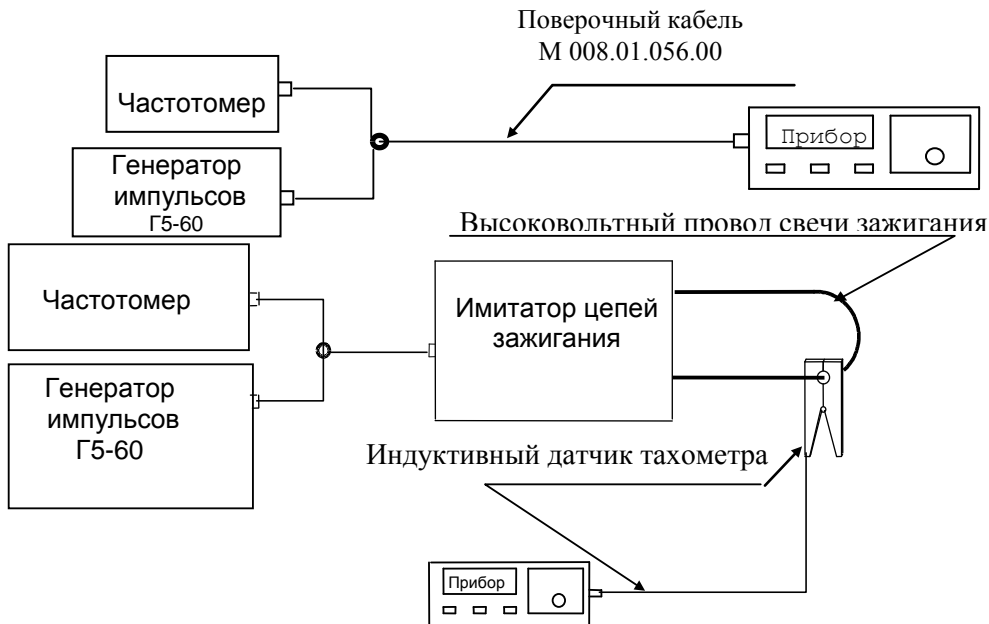 Поверочный кабель
М 008.01.056.00
Частотомер
Прибор
Генератор
импульсов
Г5-60
Высоковольтный провод свечи зажигания
Частотомер
Имитатор цепей
зажигания
Генератор
импульсов
Г5-60
Индуктивный датчик тахометра
Прибор